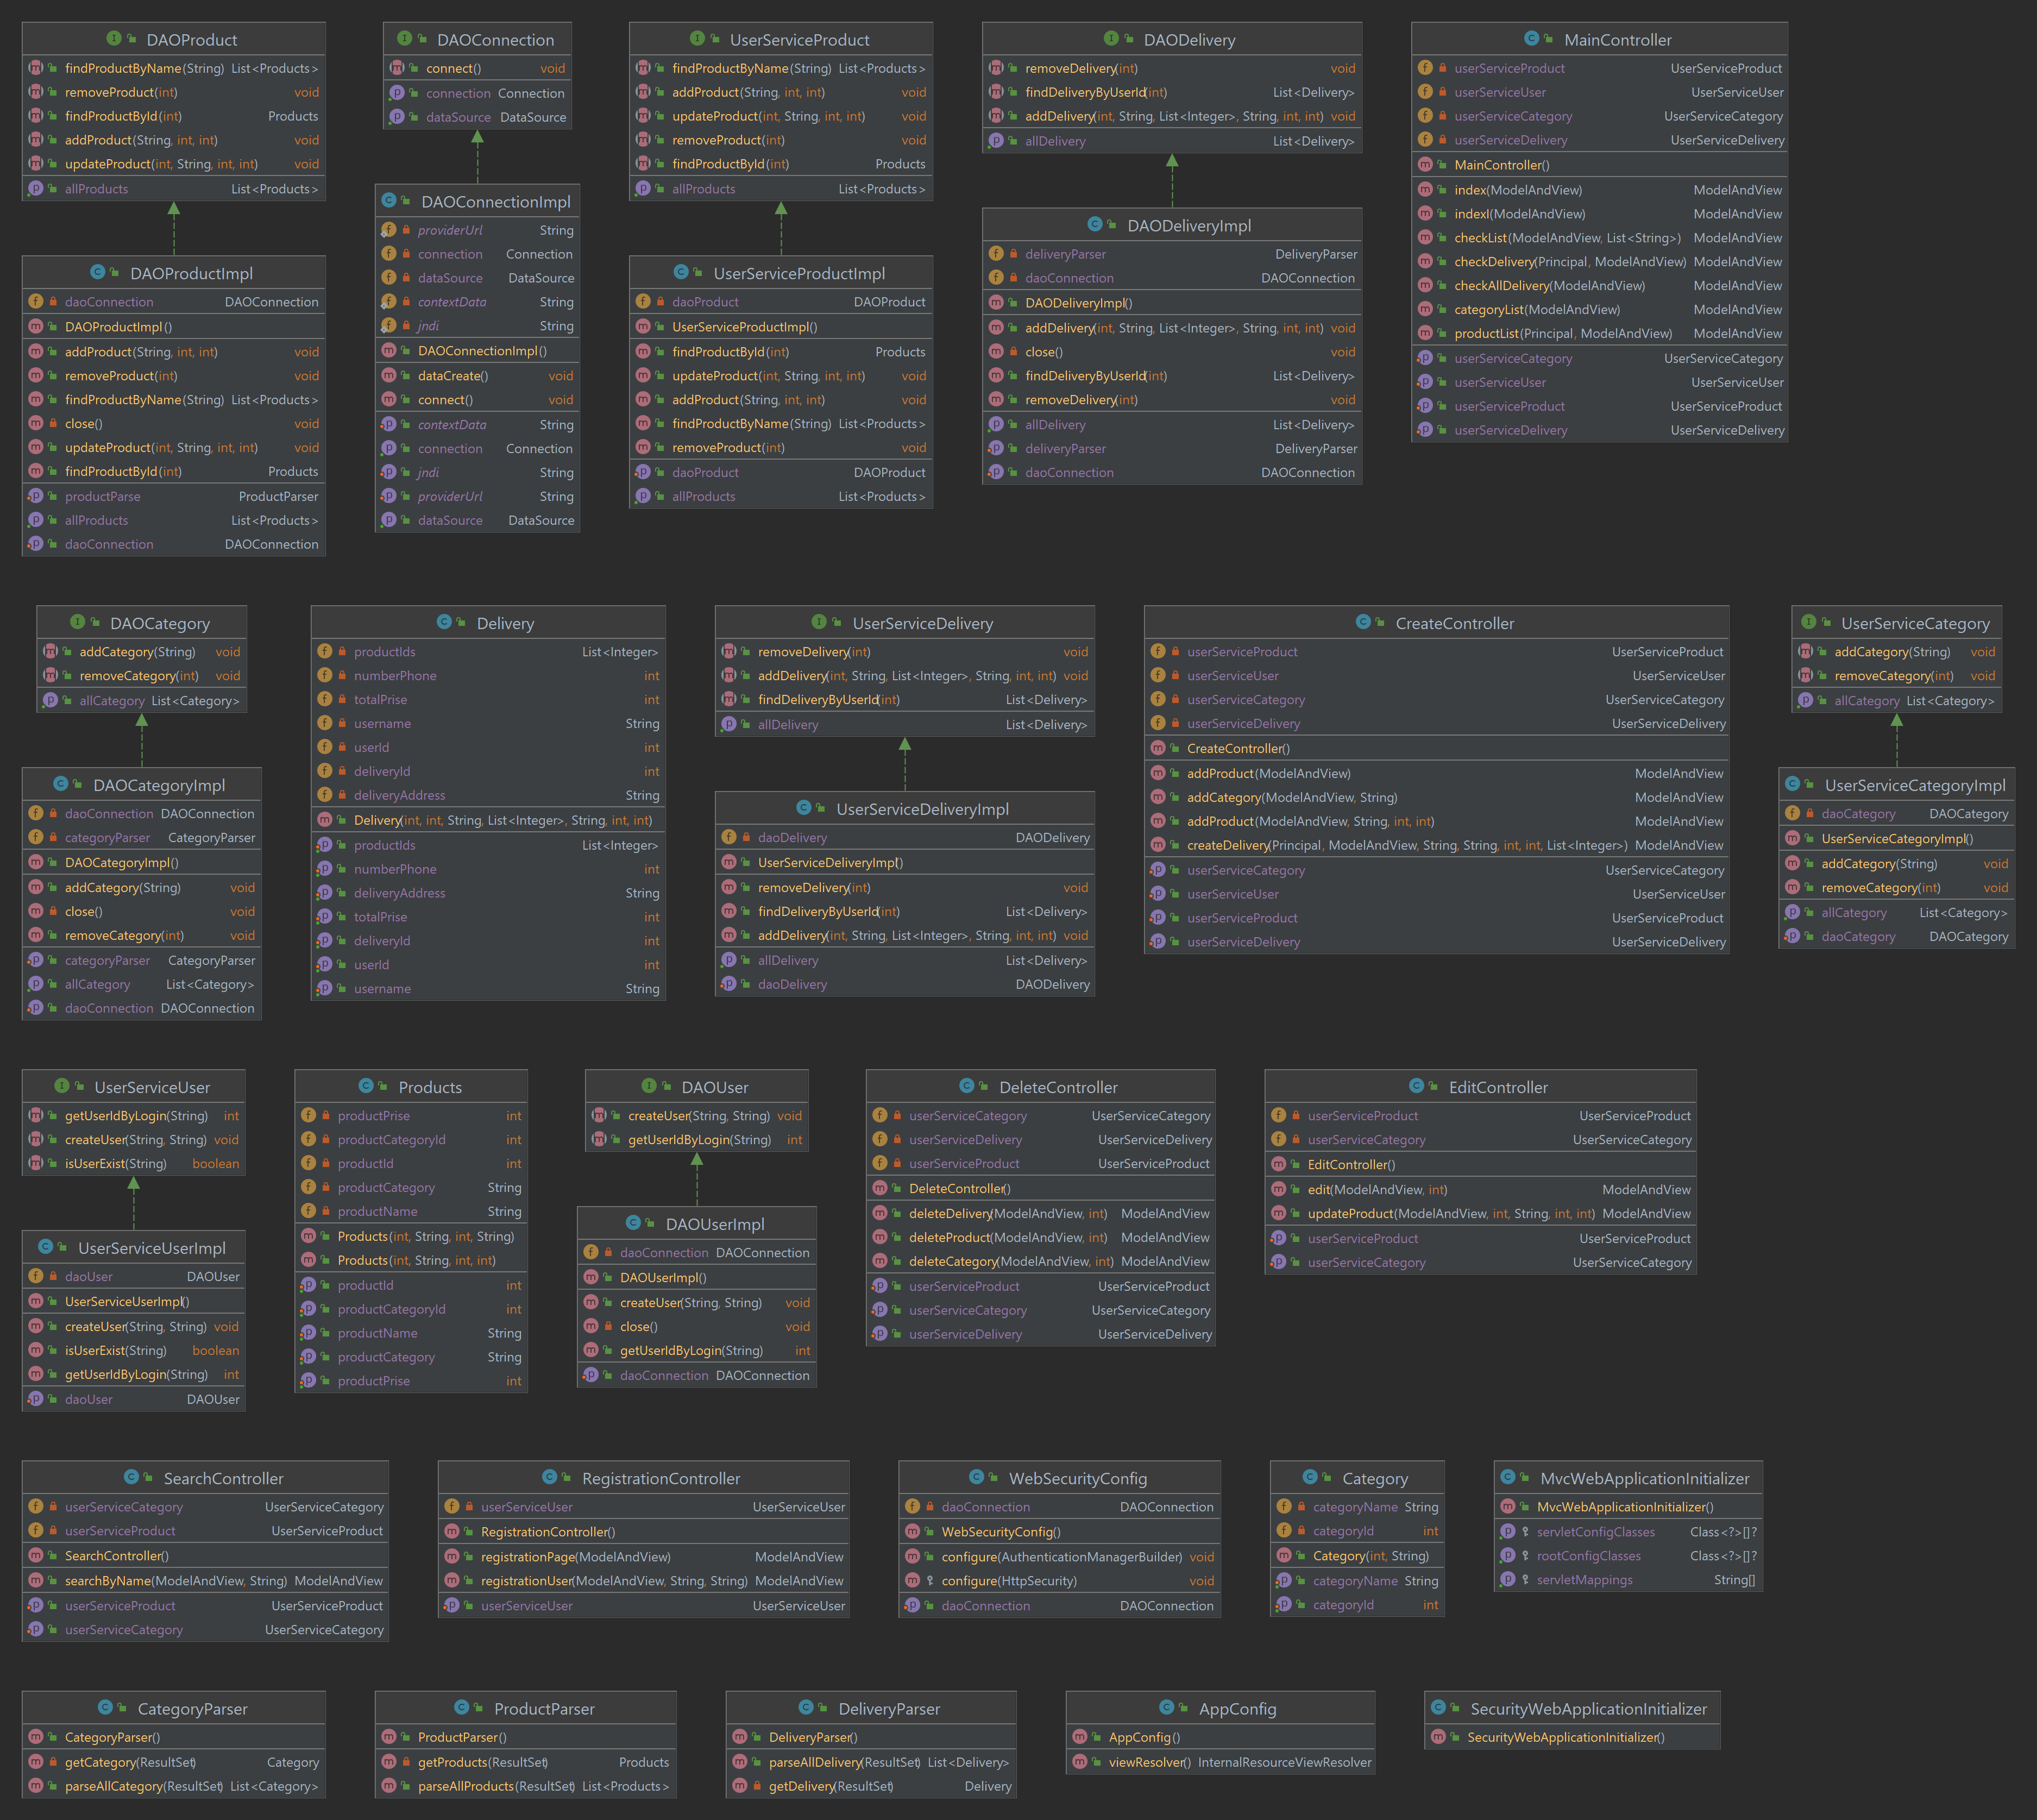 DAOProduct
findProductByName(String) List<Products>
removeProduct(int) void
findProductById(int) Products
addProduct(String, int, int) void
updateProduct(int, String, int, int) void
allProducts List<Products>
DAOProductImpl
daoConnection DAOConnection
DAOProductImpl()
addProduct(String, int, int) void
removeProduct(int) void
findProductByName(String) List<Products>
close() void
updateProduct(int, String, int, int) void
findProductById(int) Products
productParse ProductParser
allProducts List<Products>
daoConnection DAOConnection
DAOConnection
connect() void
connection Connection
dataSource DataSource
DAOConnectionImpl
providerUrl String
connection Connection
dataSource DataSource
contextData String
jndi String
DAOConnectionImpl()
dataCreate() void
connect() void
contextData String
connection Connection
jndi String
providerUrl String
dataSource DataSource
UserServiceProduct
findProductByName(String) List<Products>
addProduct(String, int, int) void
updateProduct(int, String, int, int) void
removeProduct(int) void
findProductById(int) Products
allProducts List<Products>
UserServiceProductImpl
daoProduct DAOProduct
UserServiceProductImpl()
findProductById(int) Products
updateProduct(int, String, int, int) void
addProduct(String, int, int) void
findProductByName(String) List<Products>
removeProduct(int) void
daoProduct DAOProduct
allProducts List<Products>
DAODelivery
removeDelivery(int) void
findDeliveryByUserId(int) List<Delivery>
addDelivery(int, String, List<Integer>, String, int, int) void
allDelivery List<Delivery>
DAODeliveryImpl
deliveryParser DeliveryParser
daoConnection DAOConnection
DAODeliveryImpl()
addDelivery(int, String, List<Integer>, String, int, int) void
close() void
findDeliveryByUserId(int) List<Delivery>
removeDelivery(int) void
allDelivery List<Delivery>
deliveryParser DeliveryParser
daoConnection DAOConnection
MainController
userServiceProduct UserServiceProduct
userServiceUser UserServiceUser
userServiceCategory UserServiceCategory
userServiceDelivery UserServiceDelivery
MainController()
index(ModelAndView) ModelAndView
indexI(ModelAndView) ModelAndView
checkList(ModelAndView, List<String>) ModelAndView
checkDelivery(Principal, ModelAndView) ModelAndView
checkAllDelivery(ModelAndView) ModelAndView
categoryList(ModelAndView) ModelAndView
productList(Principal, ModelAndView) ModelAndView
userServiceCategory UserServiceCategory
userServiceUser UserServiceUser
userServiceProduct UserServiceProduct
userServiceDelivery UserServiceDelivery
DAOCategory
addCategory(String) void
removeCategory(int) void
allCategory List<Category>
DAOCategoryImpl
daoConnection DAOConnection
categoryParser CategoryParser
DAOCategoryImpl()
addCategory(String) void
close() void
removeCategory(int) void
categoryParser CategoryParser
allCategory List<Category>
daoConnection DAOConnection
Delivery
productIds List<Integer>
numberPhone int
totalPrise int
username String
userId int
deliveryId int
deliveryAddress String
Delivery(int, int, String, List<Integer>, String, int, int)
productIds List<Integer>
numberPhone int
deliveryAddress String
totalPrise int
deliveryId int
userId int
username String
UserServiceDelivery
removeDelivery(int) void
addDelivery(int, String, List<Integer>, String, int, int) void
findDeliveryByUserId(int) List<Delivery>
allDelivery List<Delivery>
UserServiceDeliveryImpl
daoDelivery DAODelivery
UserServiceDeliveryImpl()
removeDelivery(int) void
findDeliveryByUserId(int) List<Delivery>
addDelivery(int, String, List<Integer>, String, int, int) void
allDelivery List<Delivery>
daoDelivery DAODelivery
CreateController
userServiceProduct UserServiceProduct
userServiceUser UserServiceUser
userServiceCategory UserServiceCategory
userServiceDelivery UserServiceDelivery
CreateController()
addProduct(ModelAndView) ModelAndView
addCategory(ModelAndView, String) ModelAndView
addProduct(ModelAndView, String, int, int) ModelAndView
createDelivery(Principal, ModelAndView, String, String, int, int, List<Integer>) ModelAndView
userServiceCategory UserServiceCategory
userServiceUser UserServiceUser
userServiceProduct UserServiceProduct
userServiceDelivery UserServiceDelivery
UserServiceCategory
addCategory(String) void
removeCategory(int) void
allCategory List<Category>
UserServiceCategoryImpl
daoCategory DAOCategory
UserServiceCategoryImpl()
addCategory(String) void
removeCategory(int) void
allCategory List<Category>
daoCategory DAOCategory
UserServiceUser
getUserIdByLogin(String) int
createUser(String, String) void
isUserExist(String) boolean
UserServiceUserImpl
daoUser DAOUser
UserServiceUserImpl()
createUser(String, String) void
isUserExist(String) boolean
getUserIdByLogin(String) int
daoUser DAOUser
Products
productPrise int
productCategoryId int
productId int
productCategory String
productName String
Products(int, String, int, String)
Products(int, String, int, int)
productId int
productCategoryId int
productName String
productCategory String
productPrise int
DAOUser
createUser(String, String) void
getUserIdByLogin(String) int
DAOUserImpl
daoConnection DAOConnection
DAOUserImpl()
createUser(String, String) void
close() void
getUserIdByLogin(String) int
daoConnection DAOConnection
DeleteController
userServiceCategory UserServiceCategory
userServiceDelivery UserServiceDelivery
userServiceProduct UserServiceProduct
DeleteController()
deleteDelivery(ModelAndView, int) ModelAndView
deleteProduct(ModelAndView, int) ModelAndView
deleteCategory(ModelAndView, int) ModelAndView
userServiceProduct UserServiceProduct
userServiceCategory UserServiceCategory
userServiceDelivery UserServiceDelivery
EditController
userServiceProduct UserServiceProduct
userServiceCategory UserServiceCategory
EditController()
edit(ModelAndView, int) ModelAndView
updateProduct(ModelAndView, int, String, int, int) ModelAndView
userServiceProduct UserServiceProduct
userServiceCategory UserServiceCategory
SearchController
userServiceCategory UserServiceCategory
userServiceProduct UserServiceProduct
SearchController()
searchByName(ModelAndView, String) ModelAndView
userServiceProduct UserServiceProduct
userServiceCategory UserServiceCategory
RegistrationController
userServiceUser UserServiceUser
RegistrationController()
registrationPage(ModelAndView) ModelAndView
registrationUser(ModelAndView, String, String) ModelAndView
userServiceUser UserServiceUser
WebSecurityConfig
daoConnection DAOConnection
WebSecurityConfig()
configure(AuthenticationManagerBuilder) void
configure(HttpSecurity) void
daoConnection DAOConnection
Category
categoryName String
categoryId int
Category(int, String)
categoryName String
categoryId int
MvcWebApplicationInitializer
MvcWebApplicationInitializer()
servletConfigClasses Class<?>[]?
rootConfigClasses Class<?>[]?
servletMappings String[]
CategoryParser
CategoryParser()
getCategory(ResultSet) Category
parseAllCategory(ResultSet) List<Category>
ProductParser
ProductParser()
getProducts(ResultSet) Products
parseAllProducts(ResultSet) List<Products>
DeliveryParser
DeliveryParser()
parseAllDelivery(ResultSet) List<Delivery>
getDelivery(ResultSet) Delivery
AppConfig
AppConfig()
viewResolver() InternalResourceViewResolver
SecurityWebApplicationInitializer
SecurityWebApplicationInitializer()